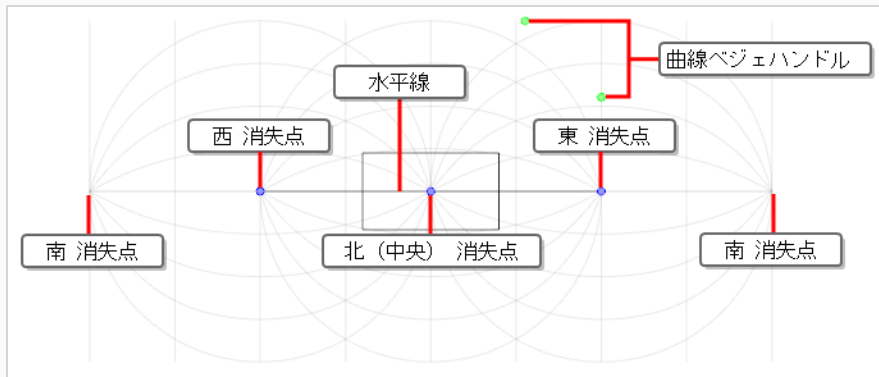 曲線ベジェハンドル
水平線
西 消失点
東 消失点
南 消失点
北（中央） 消失点
南 消失点